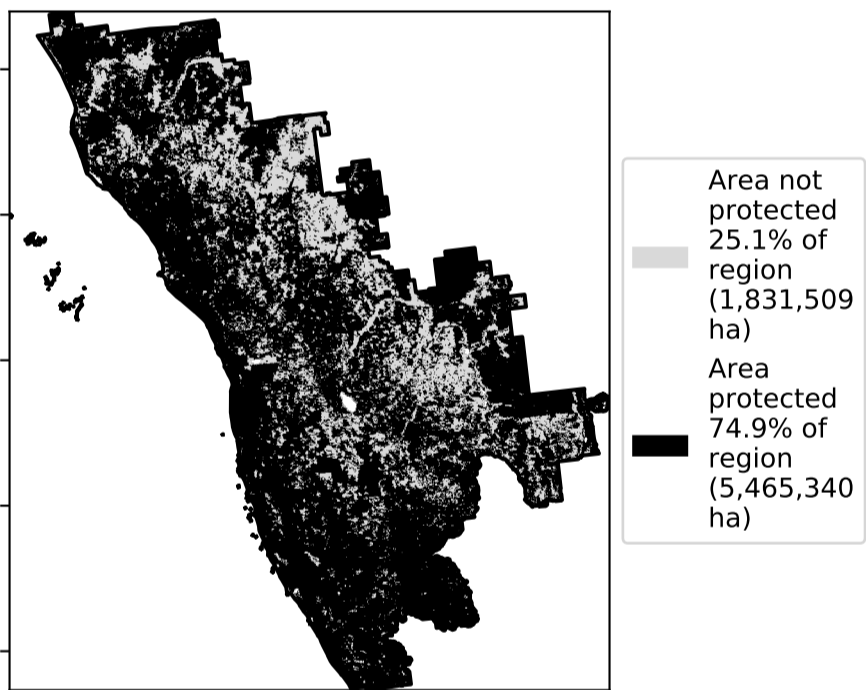 Area not
protected
25.1% of
region
(1,831,509
ha)
Area
protected
74.9% of
region
(5,465,340
ha)